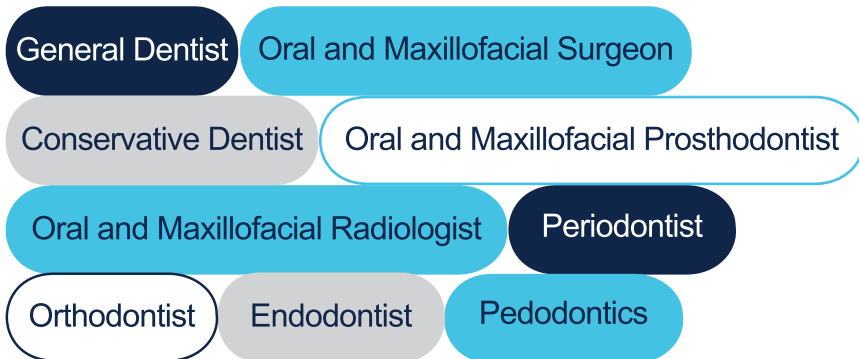 General Dentist Oral and Maxillofacial Surgeon
Conservative Dentist Oral and Maxillofacial Prosthodontist
Oral and Maxillofacial Radiologist Periodontist
Orthodontist Endodontist Pedodontics